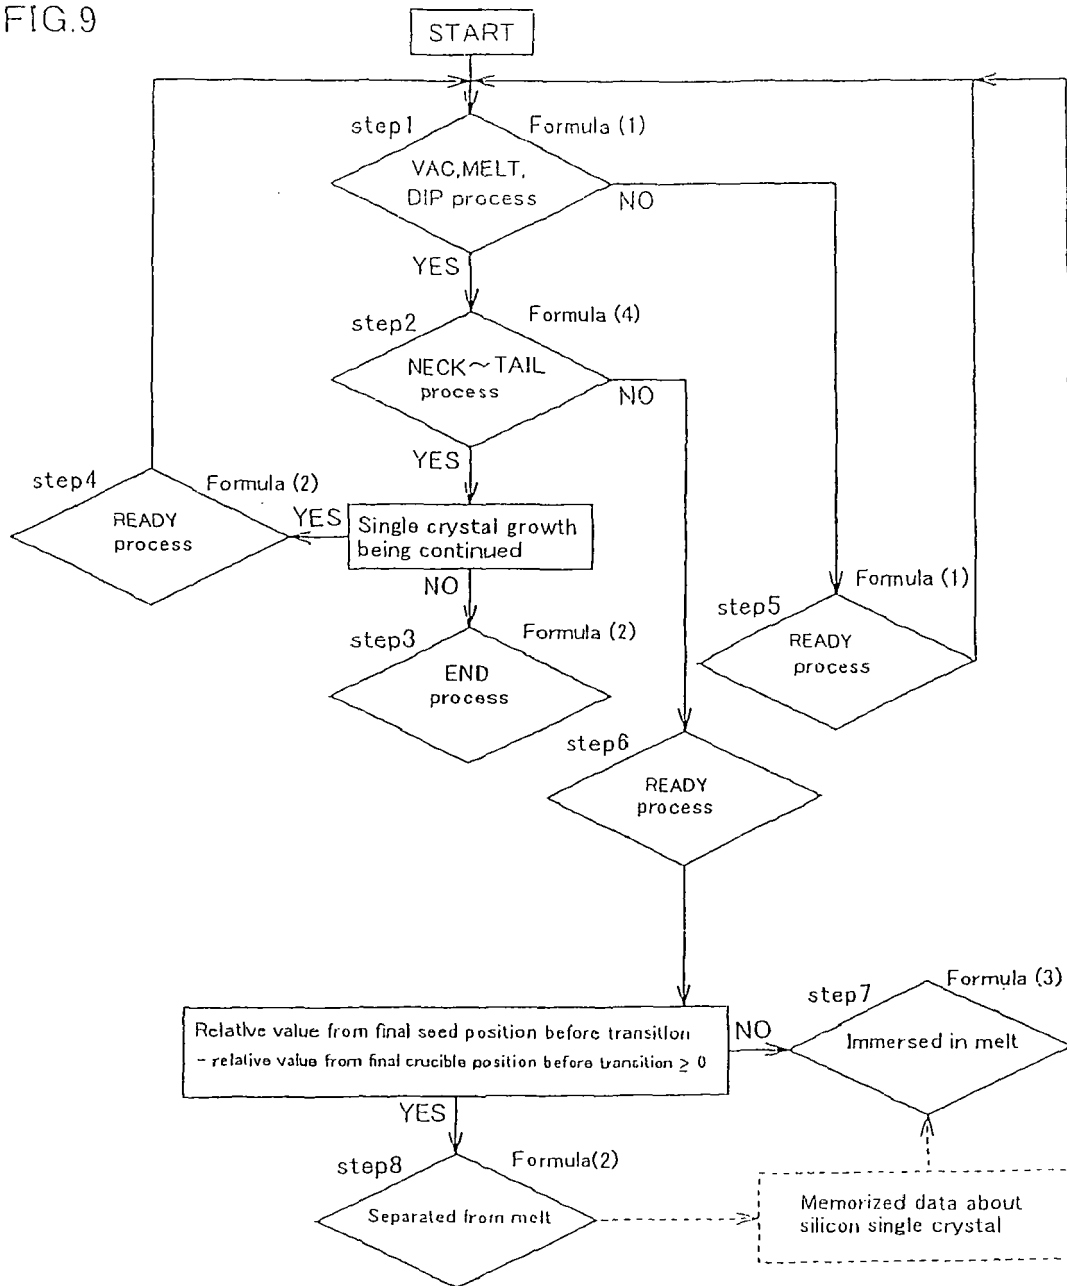 FIG.9
START
step1
Formula (1)
VAC,MELT,
DIP process
NO
YES
step2
Formula (4)
NECK～TAIL
process
NO
YES
step4
Formula (2)
READY
process
YES
Single crystal growth
being continued
NO
step3
Formula (2)
END
process
Formula (1)
step5
READY
process
step6
READY
process
Relative value from final seed position before transition
− relative value from final crucible position before transition ≥ 0
NO
step7
Formula (3)
Immersed in melt
YES
step8
Formula(2)
Separated from melt
Memorized data about
silicon single crystal